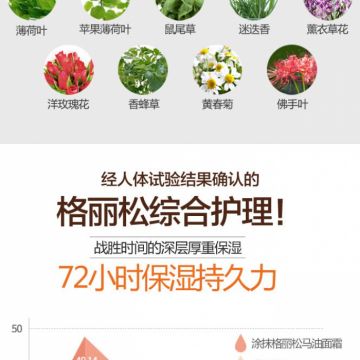 薄荷叶 苹果薄荷叶 鼠尾草 迷迭香 薰衣草花
洋玫瑰花 香蜂草 黄春菊 佛手叶
经人体试验结果确认的
格丽松综合护理!
战胜时间的深层厚重保湿
72小时保湿持久力
50
涂抹格丽松马油面霜